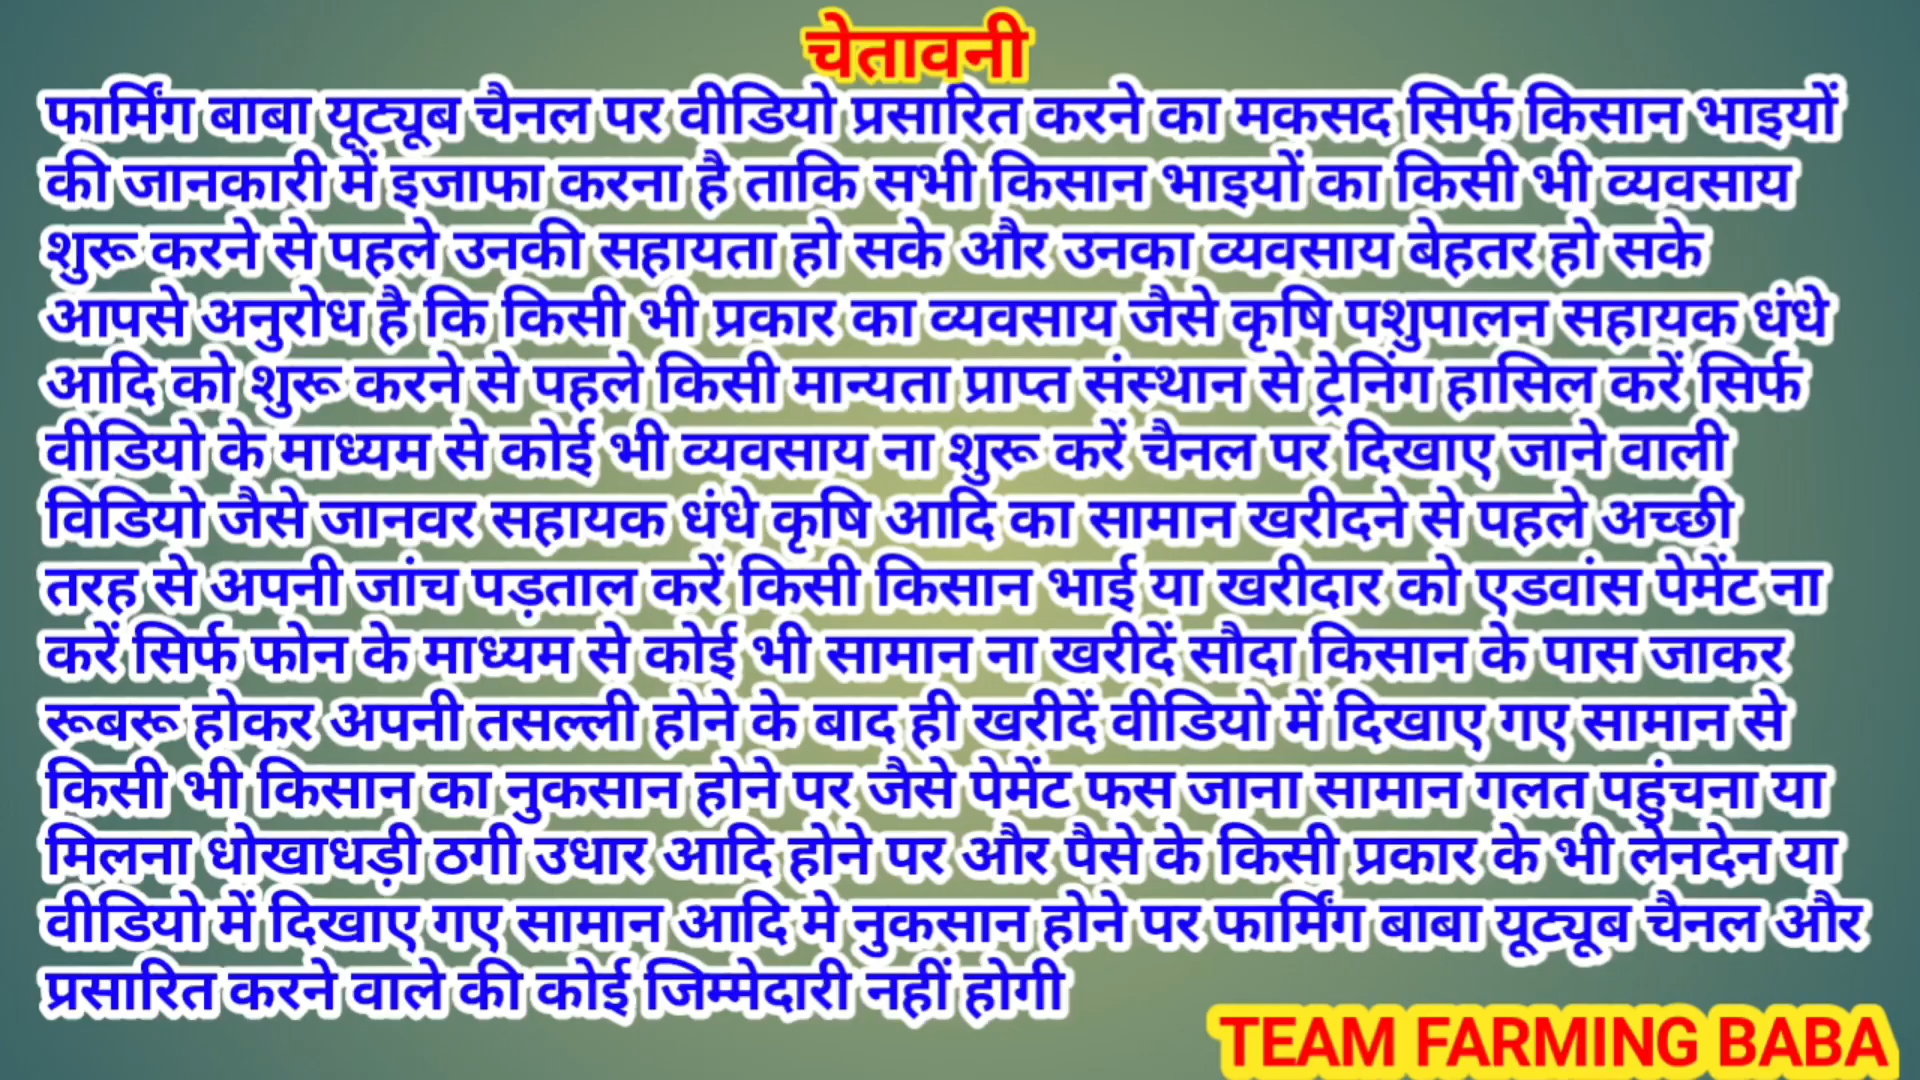 चेतावनी
फार्मिंग बाबा यूट्यूब चैनल पर वीडियो प्रसारित करने का मकसद सिर्फ किसान भाइयों
की जानकारी में इजाफा करना है ताकि सभी किसान भाइयों का किसी भी व्यवसाय
शुरू करने से पहले उनकी सहायता हो सके और उनका व्यवसाय बेहतर हो सके
आपसे अनुरोध है कि किसी भी प्रकार का व्यवसाय जैसे कृषि पशुपालन सहायक धंधे
आदि को शुरू करने से पहले किसी मान्यता प्राप्त संस्थान से ट्रेनिंग हासिल करें सिर्फ
वीडियो के माध्यम से कोई भी व्यवसाय ना शुरू करें चैनल पर दिखाए जाने वाली
विडियो जैसे जानवर सहायक धंधे कृषि आदि का सामान खरीदने से पहले अच्छी
तरह से अपनी जांच पड़ताल करें किसी किसान भाई या खरीदार को एडवांस पेमेंट ना
करें सिर्फ फोन के माध्यम से कोई भी सामान ना खरीदें सौदा किसान के पास जाकर
रूबरू होकर अपनी तसल्ली होने के बाद ही खरीदें वीडियो में दिखाए गए सामान से
किसी भी किसान का नुकसान होने पर जैसे पेमेंट फस जाना सामान गलत पहुंचना या
मिलना धोखाधड़ी ठगी उधार आदि होने पर और पैसे के किसी प्रकार के भी लेनदेन या
वीडियो में दिखाए गए सामान आदि मे नुकसान होने पर फार्मिंग बाबा यूट्यूब चैनल और
प्रसारित करने वाले की कोई जिम्मेदारी नहीं होगी
TEAM FARMING BABA